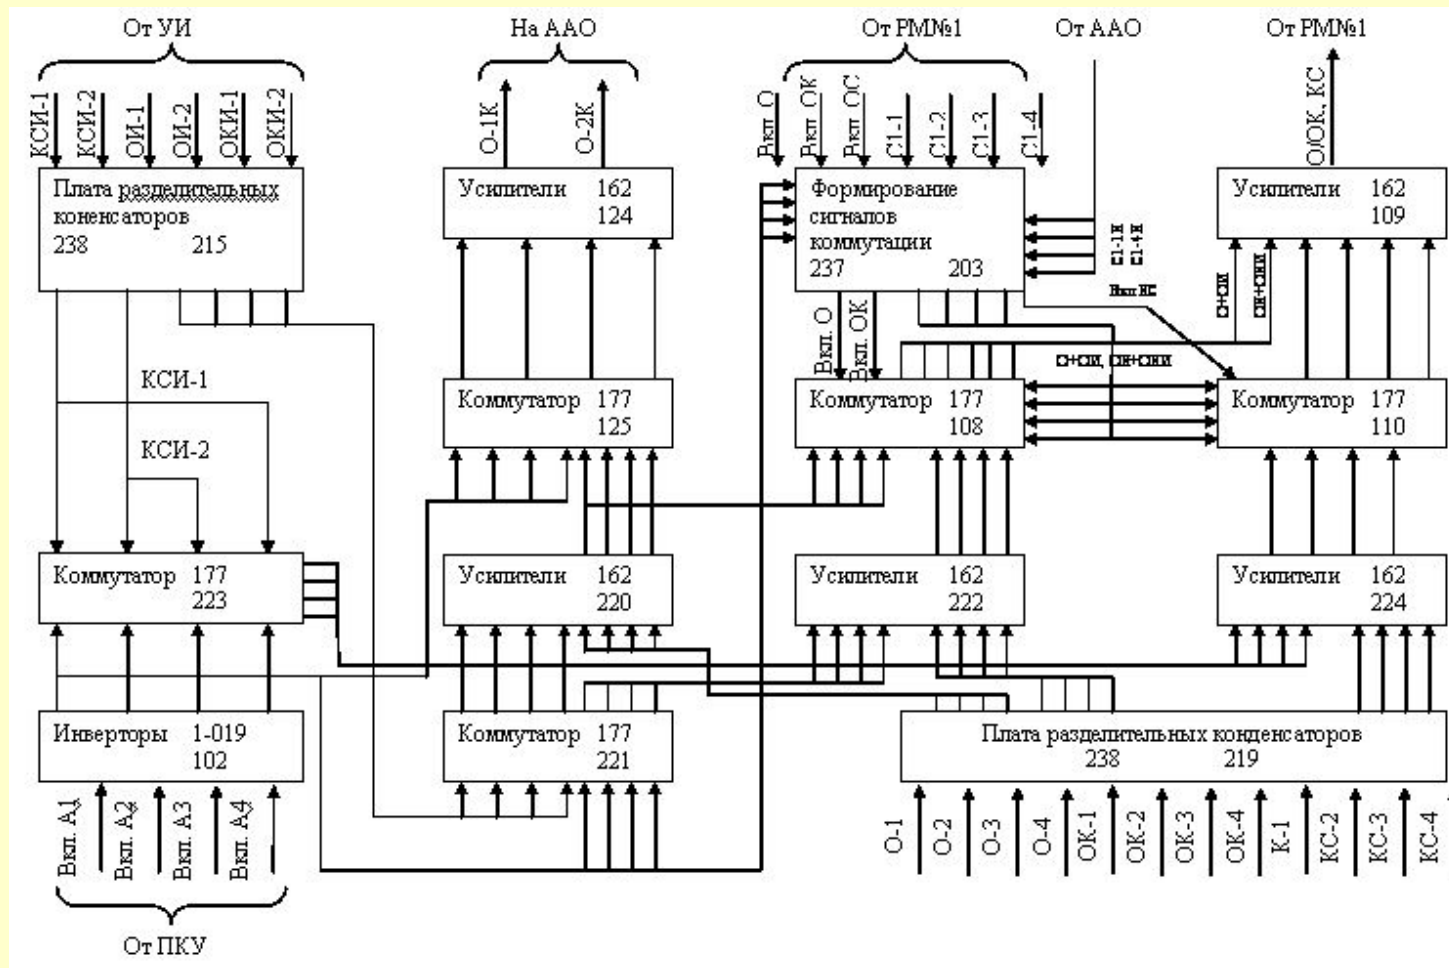 От УИ
На ААО
От РМ№1
От ААО
От РМ№1
КСИ-1
КСИ-2
ОИ-1
ОИ-2
ОКИ-1
ОКИ-2
О-1К
О-2К
Вкл О
Вкл ОК
Вкл ОС
С1-1
С1-2
С1-3
С1-4
О/ОК, КС
Плата разделительных
коненсаторов
238 215
Усилители 162
124
Формирование
сигналов
коммутации
237 203
Усилители 162
109
Вкл. О
Вкл. ОК
КСИ-1
Коммутатор 177
125
Коммутатор 177
108
Коммутатор 177
110
КСИ-2
Коммутатор 177
223
Усилители 162
220
Усилители 162
222
Усилители 162
224
Инверторы 1-019
102
Коммутатор 177
221
Плата разделительных конденсаторов
238 219
Вкл. А1
Вкл. А2
Вкл. А3
Вкл. А4
О-1
О-2
О-3
О-4
ОК-1
ОК-2
ОК-3
ОК-4
К-1
КС-2
КС-3
КС-4
От ПКУ